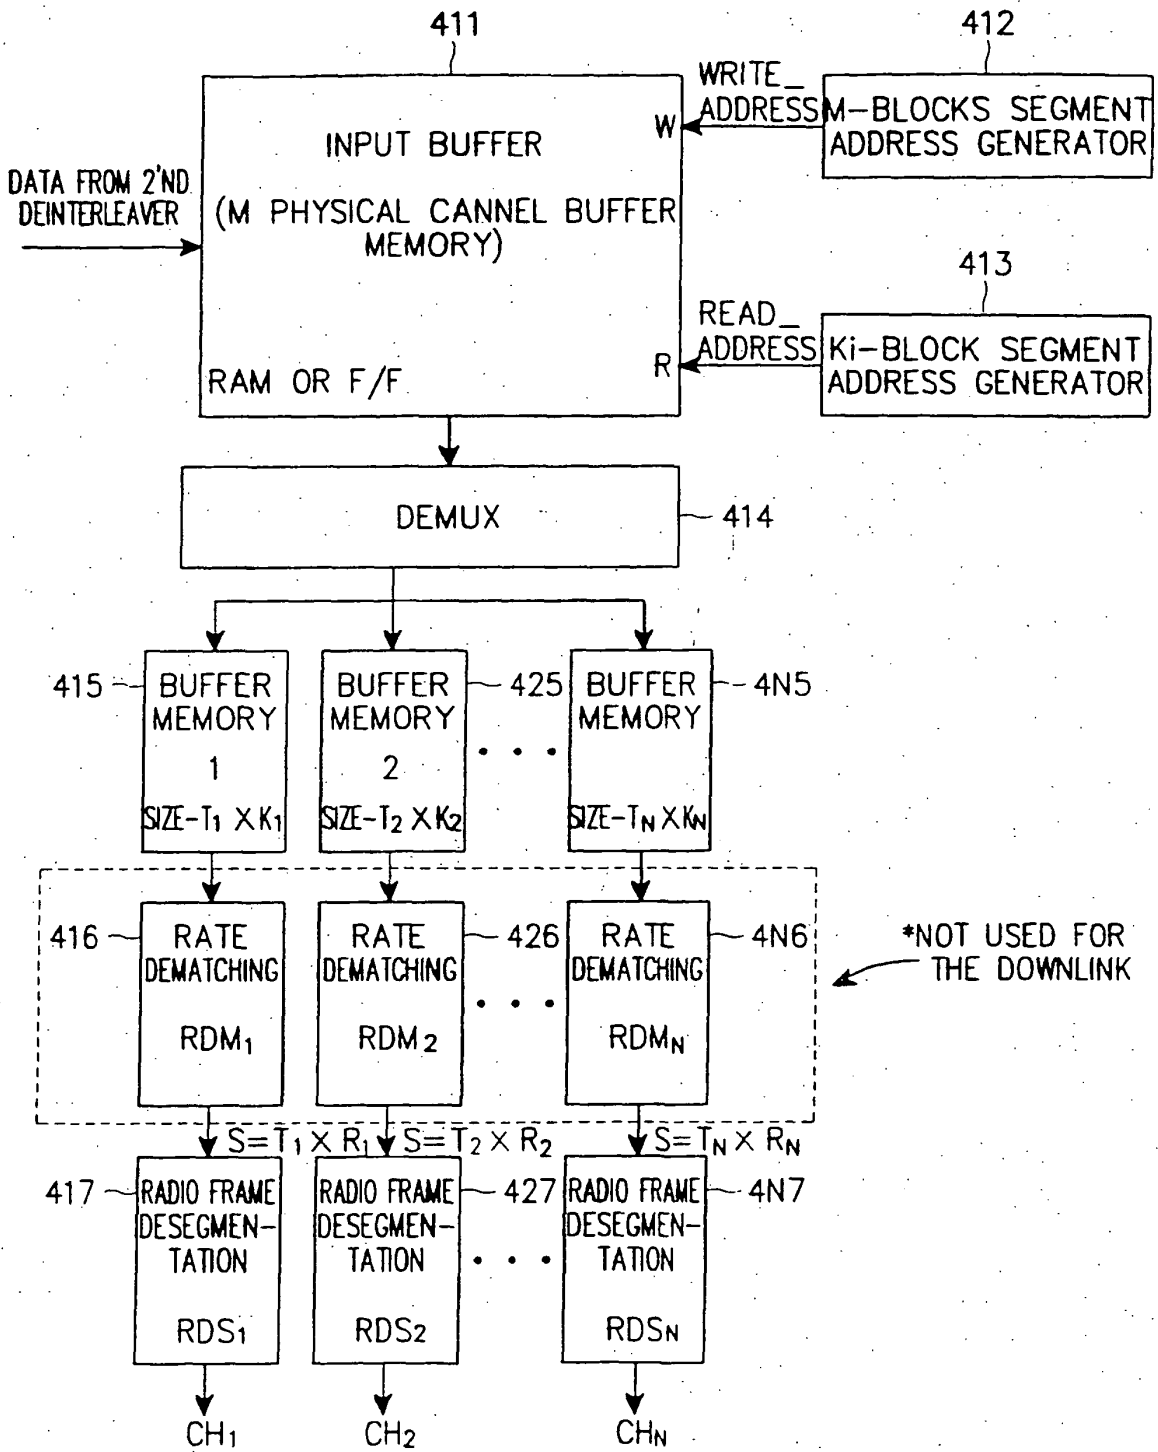 411
412
WRITE_
ADDRESS
M-BLOCKS SEGMENT
ADDRESS GENERATOR
W
INPUT BUFFER
(M PHYSICAL CANNEL BUFFER
MEMORY)
DATA FROM 2'ND
DEINTERLEAVER
413
READ_
ADDRESS
Ki-BLOCK SEGMENT
ADDRESS GENERATOR
R
RAM OR F/F
DEMUX
414
415
BUFFER
MEMORY
1
SIZE-T1 X K1
BUFFER
MEMORY
2
SIZE-T2 X K2
425
• • •
BUFFER
MEMORY
SIZE-TN X KN
4N5
416
RATE
DEMATCHING
RDM1
RATE
DEMATCHING
RDM2
426
• • •
RATE
DEMATCHING
RDMN
4N6
*NOT USED FOR
THE DOWNLINK
S=T1 X R1
S=T2 X R2
S=TN X RN
417
RADIO FRAME
DESEGMEN-
TATION
RDS1
RADIO FRAME
DESEGMEN-
TATION
RDS2
427
• • •
RADIO FRAME
DESEGMEN-
TATION
RDSN
4N7
CH1
CH2
CHN